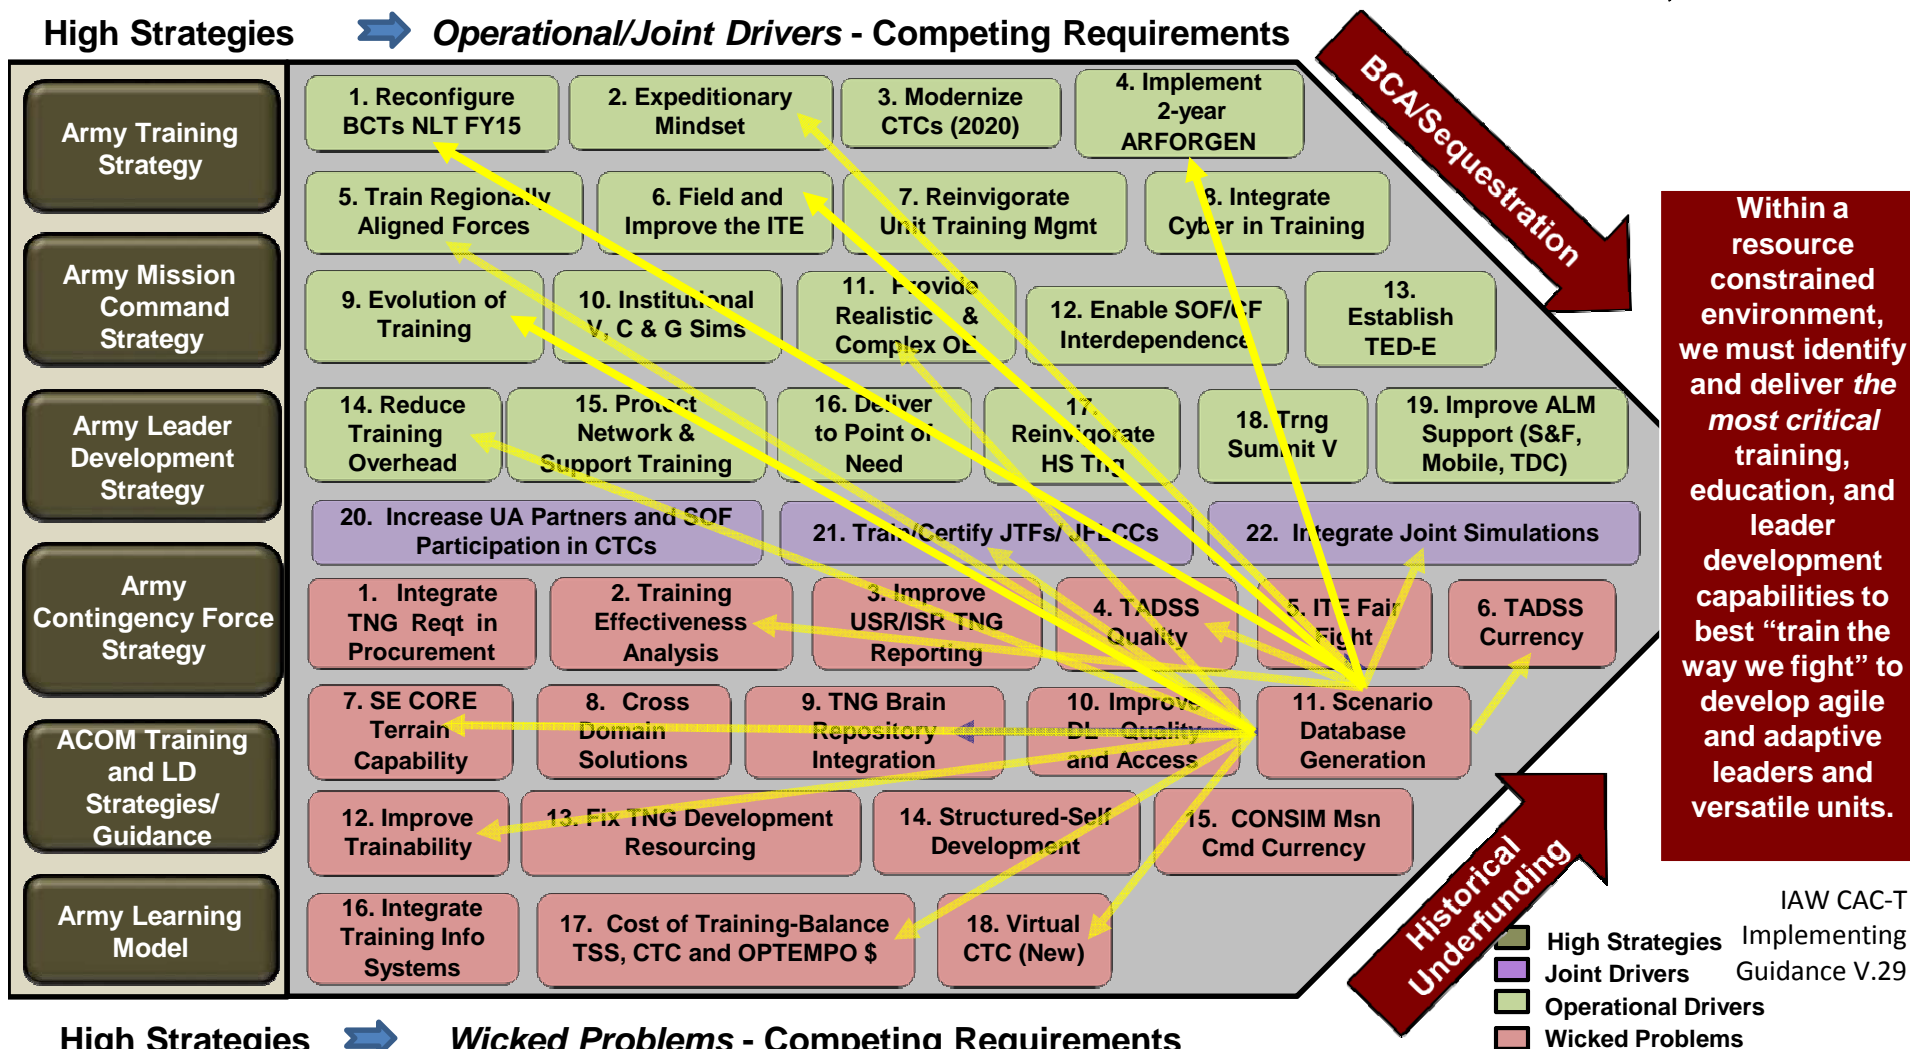 High Strategies
Operational/Joint Drivers - Competing Requirements
Army Training
Strategy
Army Mission
Command
Strategy
Army Leader
Development
Strategy
Army
Contingency Force
Strategy
ACOM Training
and LD
Strategies/
Guidance
Army Learning
Model
1. Reconfigure
BCTs NLT FY15
2. Expeditionary
Mindset
3. Modernize
CTCs (2020)
4. Implement
2-year
ARFORGEN
5. Train Regionally
Aligned Forces
6. Field and
Improve the ITE
7. Reinvigorate
Unit Training Mgmt
8. Integrate
Cyber in Training
9. Evolution of
Training
10. Institutional
V, C & G Sims
11. Provide
Realistic &
Complex OE
12. Enable SOF/CF
Interdependence
13.
Establish
TED-E
14. Reduce
Training
Overhead
15. Protect
Network &
Support Training
16. Deliver
to Point of
Need
17.
Reinvigorate
HS Tng
18. Trng
Summit V
19. Improve ALM
Support (S&F,
Mobile, TDC)
20. Increase UA Partners and SOF
Participation in CTCs
21. Train/Certify JTFs/ JFLCCs
22. Integrate Joint Simulations
1. Integrate
TNG Reqt in
Procurement
2. Training
Effectiveness
Analysis
3. Improve
USR/ISR TNG
Reporting
4. TADSS
Quality
5. ITE Fair
Fight
6. TADSS
Currency
7. SE CORE
Terrain
Capability
8. Cross
Domain
Solutions
9. TNG Brain
Repository
Integration
10. Improve
DL Quality
and Access
11. Scenario
Database
Generation
12. Improve
Trainability
13. Fix TNG Development
Resourcing
14. Structured-Self
Development
15. CONSIM Msn
Cmd Currency
16. Integrate
Training Info
Systems
17. Cost of Training-Balance
TSS, CTC and OPTEMPO $
18. Virtual
CTC (New)
BCA/Sequestration
Historical
Underfunding
Within a
resource
constrained
environment,
we must identify
and deliver the
most critical
training,
education, and
leader
development
capabilities to
best “train the
way we fight” to
develop agile
and adaptive
leaders and
versatile units.
IAW CAC-T
Implementing
Guidance V.29
High Strategies
Joint Drivers
Operational Drivers
Wicked Problems
High Strategies
Wicked Problems - Competing Requirements